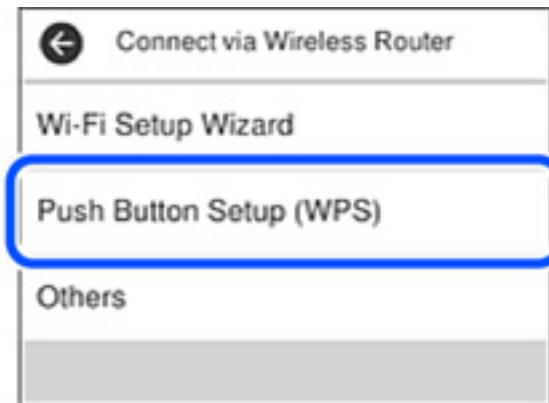 Connect via Wireless Router
Wi-Fi Setup Wizard
Push Button Setup (WPS)
Others